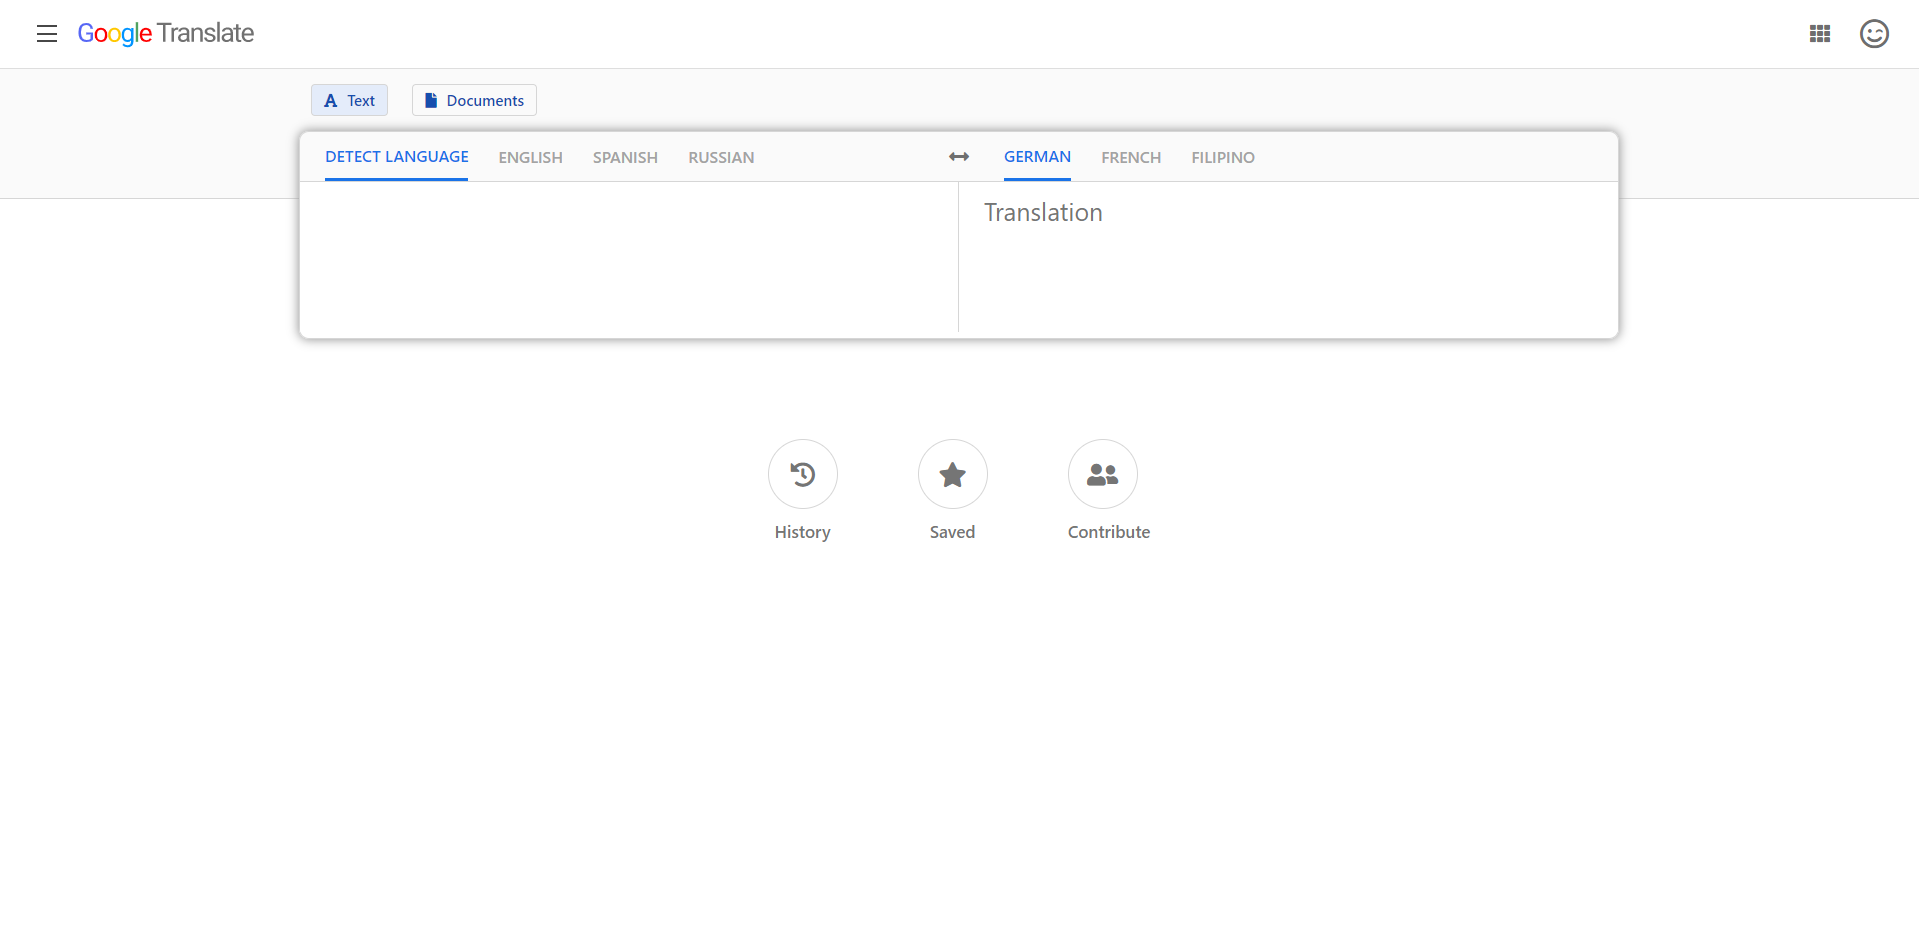 Google Translate
A Text Documents
DETECT LANGUAGE ENGLISH SPANISH RUSSIAN GERMAN FRENCH FILIPINO
Translation
History Saved Contribute